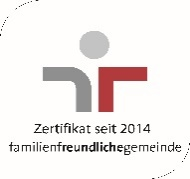 Zertifikat seit 2014
familienfreundlichegemeinde